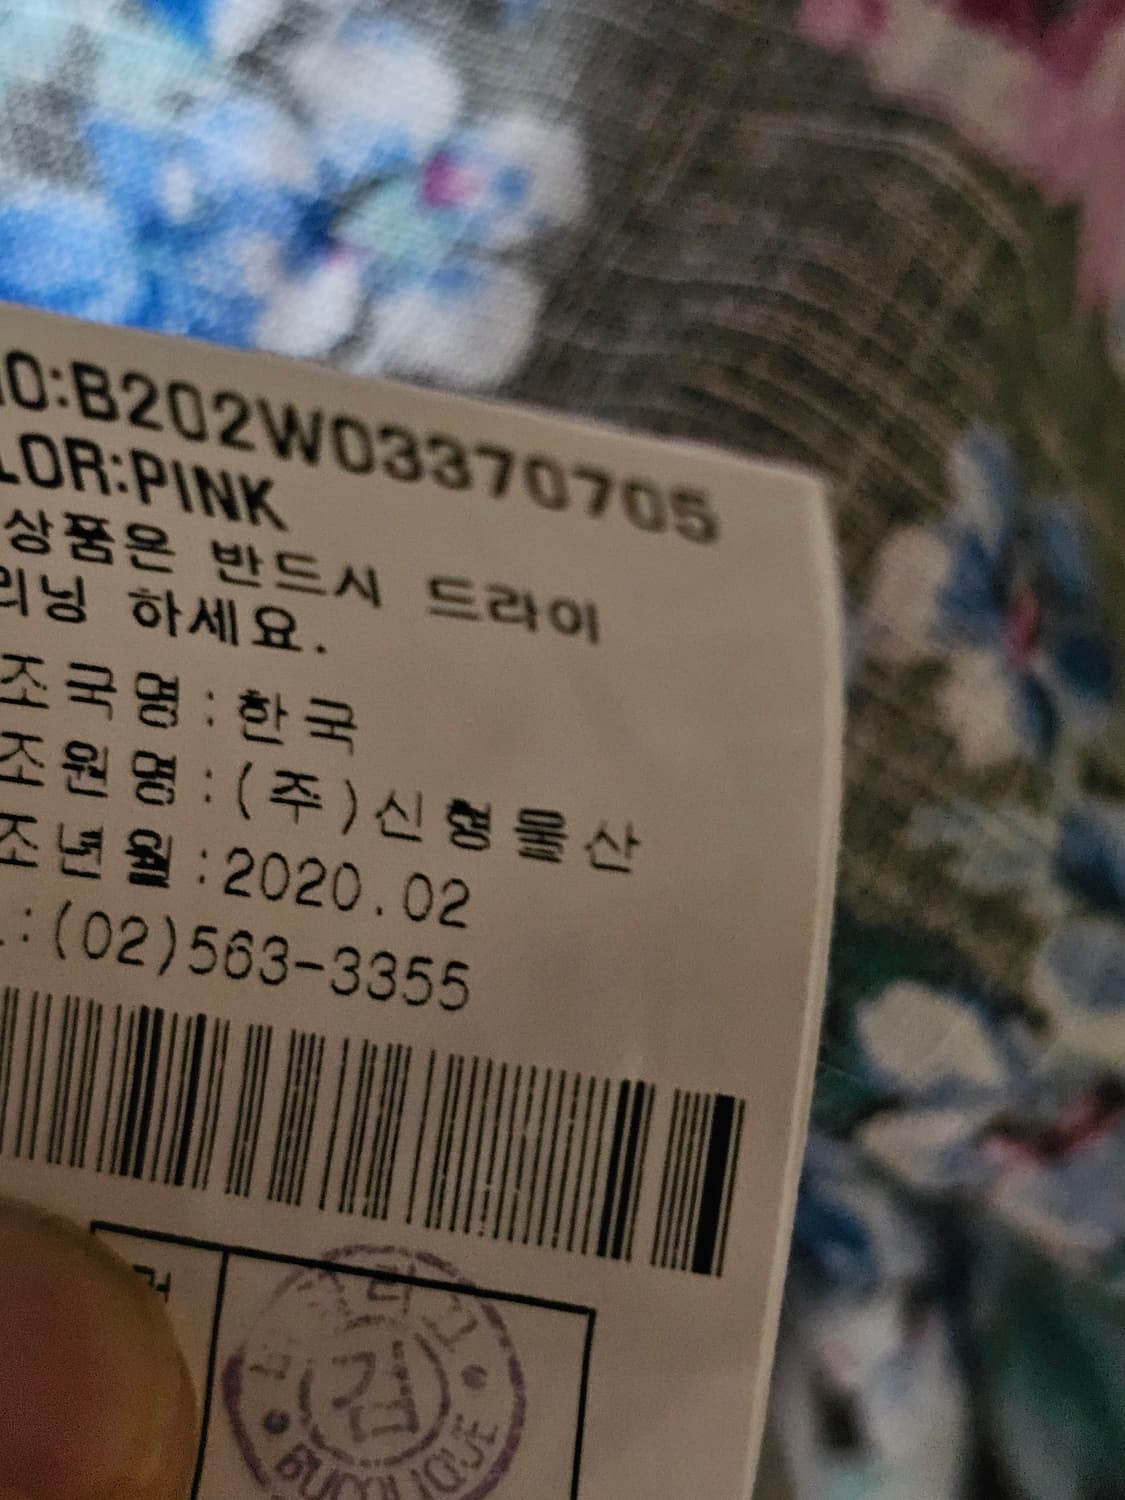 O:B202W03370705
LOR:PINK
상품은 반드시 드라이
리닝 하세요.
조국명:한국
조원명:(주)신형물산
조년월:2020.02
.:(02)563-3355
검
BOUTIQUE